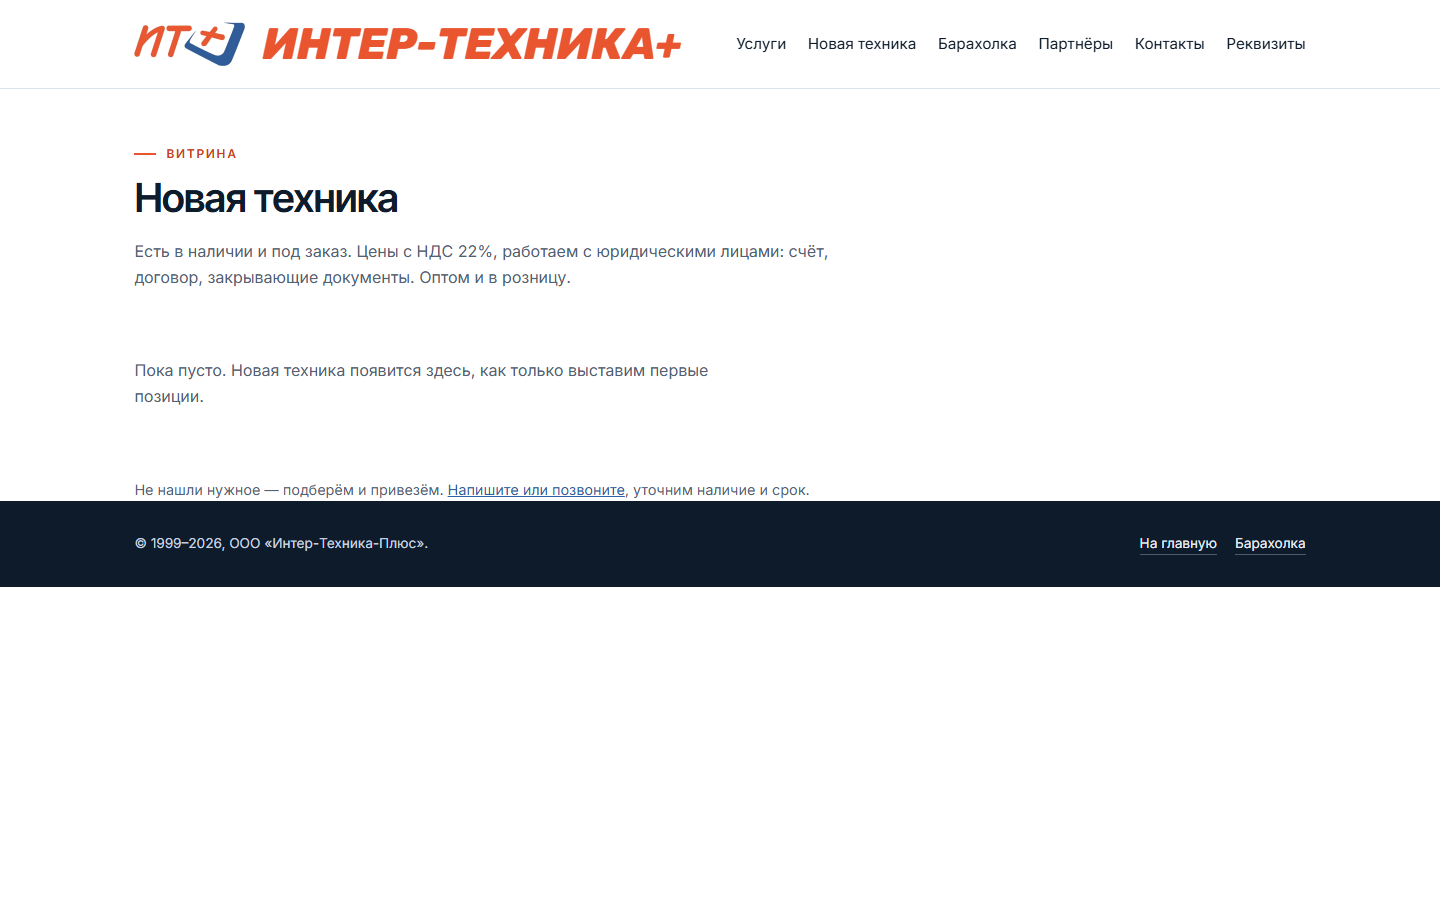 ИТ+ ИНТЕР-ТЕХНИКА+
Услуги Новая техника Барахолка Партнёры Контакты Реквизиты
ВИТРИНА
Новая техника
Есть в наличии и под заказ. Цены с НДС 22%, работаем с юридическими лицами: счёт,
договор, закрывающие документы. Оптом и в розницу.
Пока пусто. Новая техника появится здесь, как только выставим первые
позиции.
Не нашли нужное — подберём и привезём. Напишите или позвоните, уточним наличие и срок.
© 1999–2026, ООО «Интер-Техника-Плюс».
На главную Барахолка